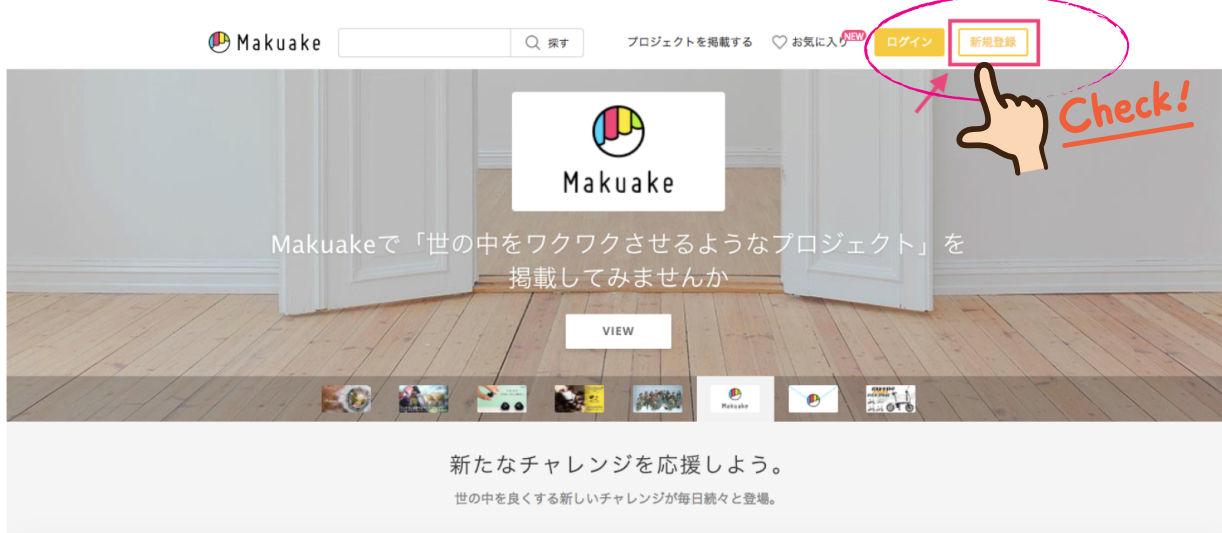 Makuake
探す
プロジェクトを掲載する
お気に入り
NEW
ログイン
新規登録
Check!
Makuake
Makuakeで「世の中をワクワクさせるようなプロジェクト」を
掲載してみませんか
VIEW
Makuake
新たなチャレンジを応援しよう。
世の中を良くする新しいチャレンジが毎日続々と登場。